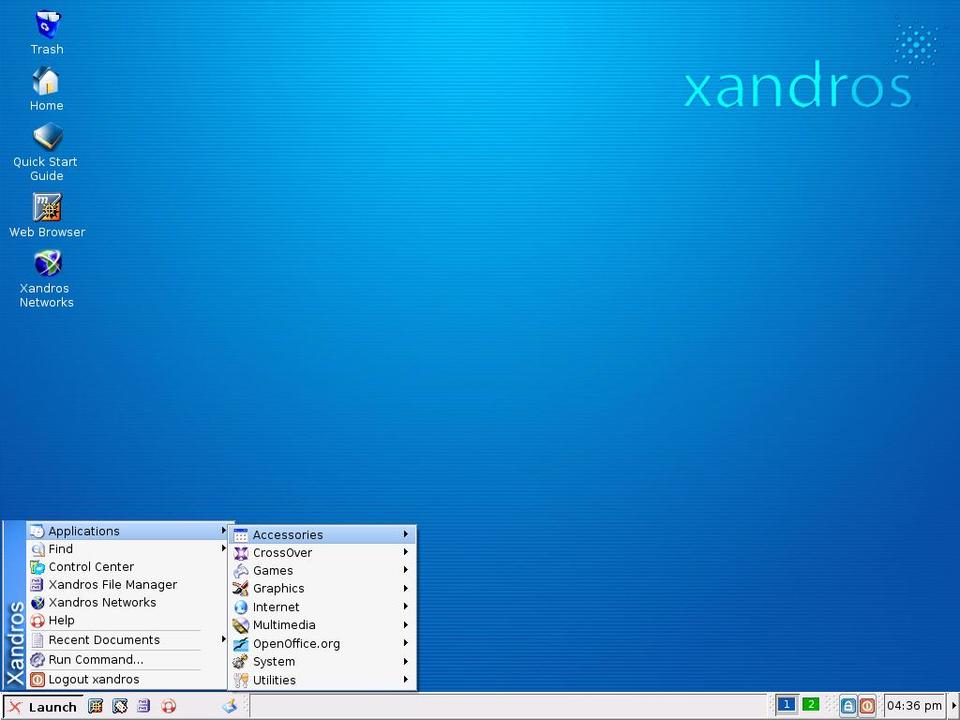 Trash
Home
Quick Start
Guide
Web Browser
Xandros
Networks
xandros
Xandros
Applications
Find
Control Center
Xandros File Manager
Xandros Networks
Help
Recent Documents
Run Command...
Logout xandros
Accessories
CrossOver
Games
Graphics
Internet
Multimedia
OpenOffice.org
System
Utilities
Launch
1
2
04:36 pm